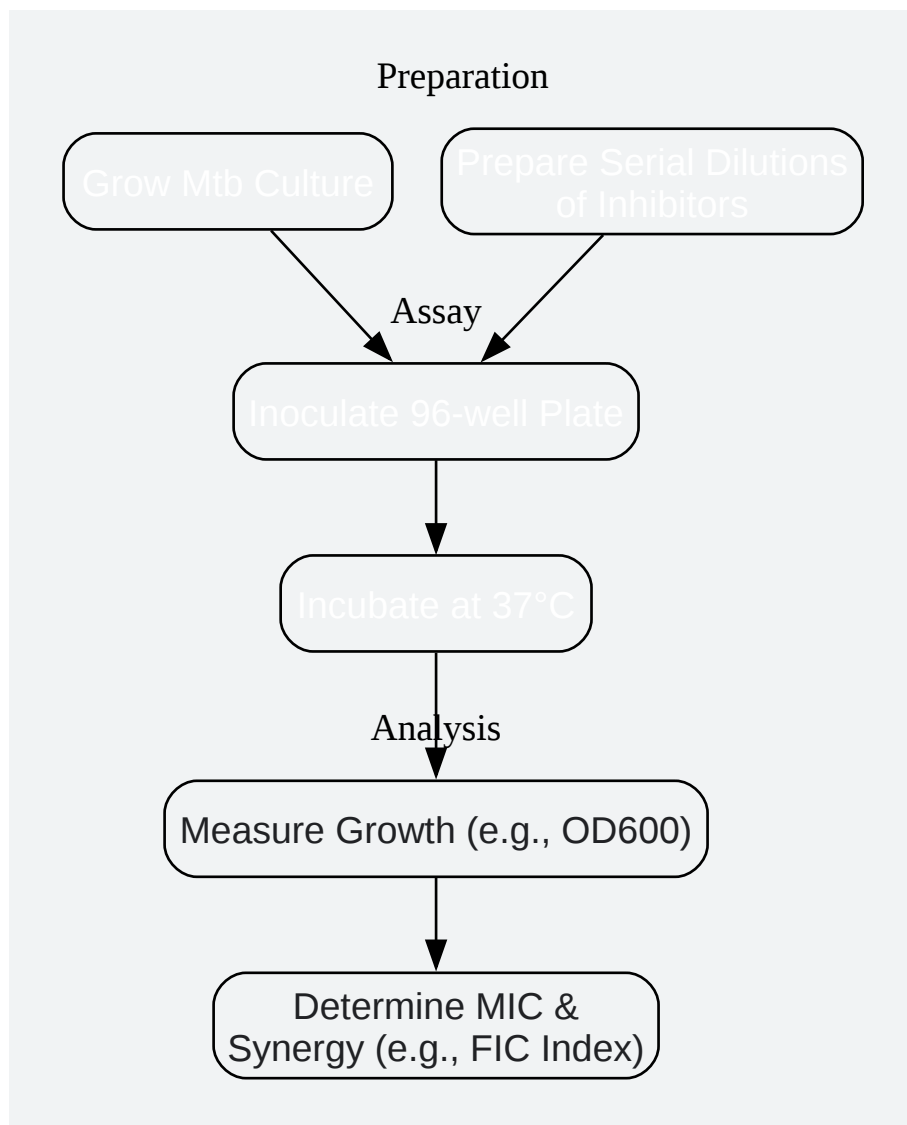 Preparation
Grow Mtb Culture
Prepare Serial Dilutions
of Inhibitors
Assay
Inoculate 96-well Plate
Incubate at 37°C
Analysis
Measure Growth (e.g., OD600)
Determine MIC &
Synergy (e.g., FIC Index)